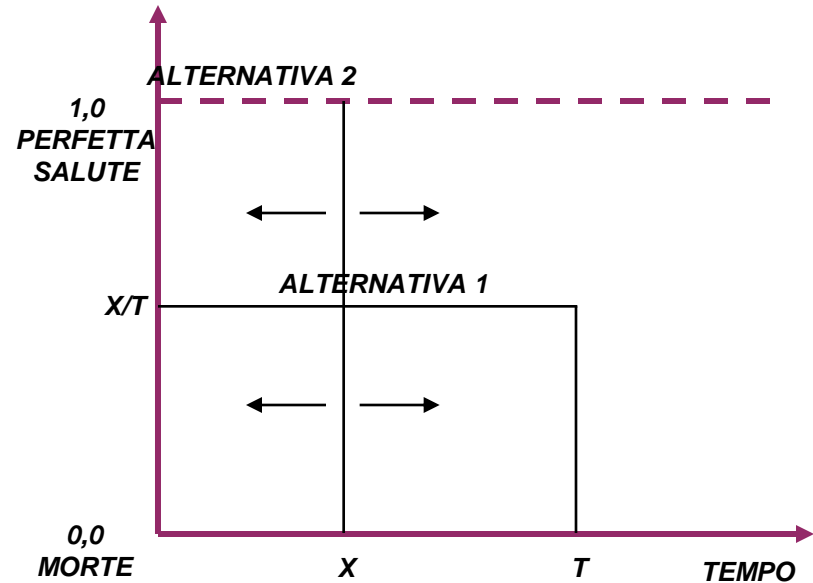 ALTERNATIVA 2
1,0
PERFETTA
SALUTE
ALTERNATIVA 1
X/T
0,0
MORTE
X
T
TEMPO